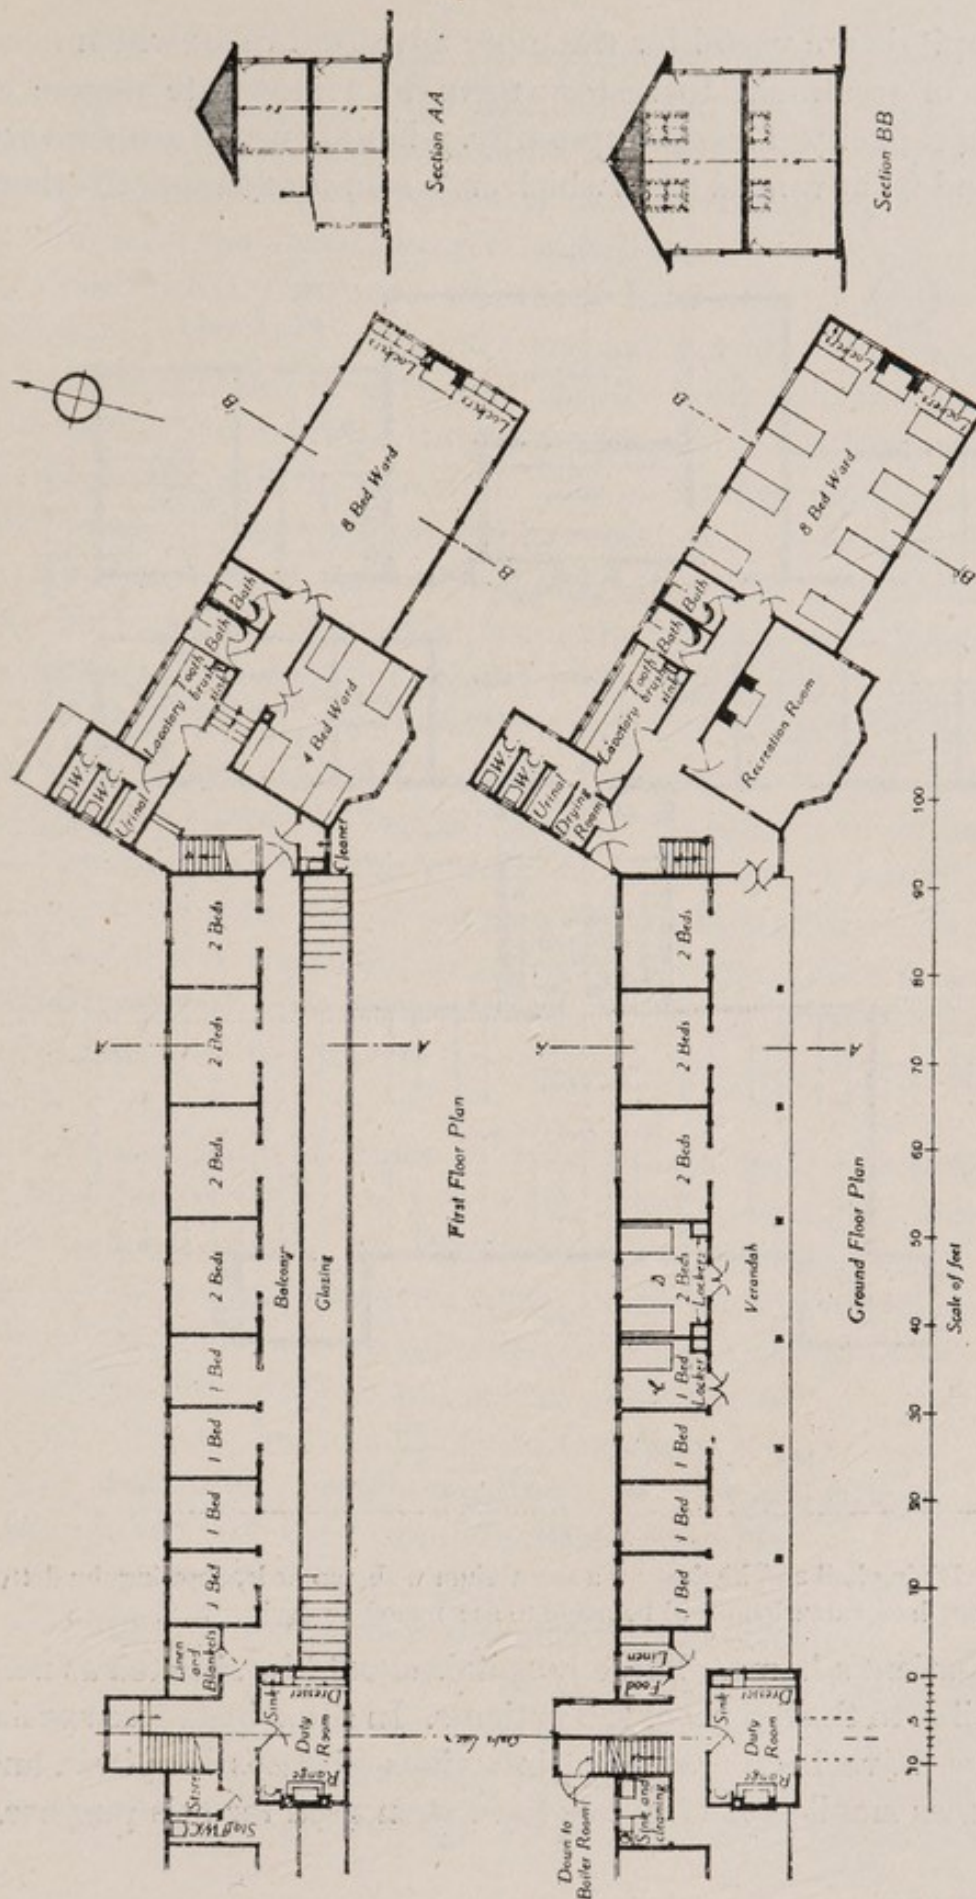 Section AA
Section BB
B
8 Bed Ward
Lockers
Lockers
B
Bath
Bath
Tooth
brush
sink
Lavatory
4 Bed Ward
W.C.
W.C.
Urinal
Cleaner
2 Beds
2 Beds
2 Beds
2 Beds
1 Bed
1 Bed
1 Bed
1 Bed
A
A
Balcony
Glazing
Linen
and
Blankets
Sink
Dresser
Duty
Room
Range
C
Store
Staff W.C.
First Floor Plan
B
8 Bed Ward
Lockers
Lockers
B
Bath
Bath
Tooth
brush
sink
Lavatory
Recreation Room
W.C.
W.C.
Urinal
Drying
Room
2 Beds
2 Beds
2 Beds
2 Beds
Lockers
1 Bed
Locker
1 Bed
1 Bed
1 Bed
A
A
Verandah
Linen
Food
Sink
Dresser
Duty
Room
Range
C
Sink and
cleaning
Down to
Boiler Room
Ground Floor Plan
10 5 0 10 20 30 40 50 60 70 80 90 100
Scale of feet